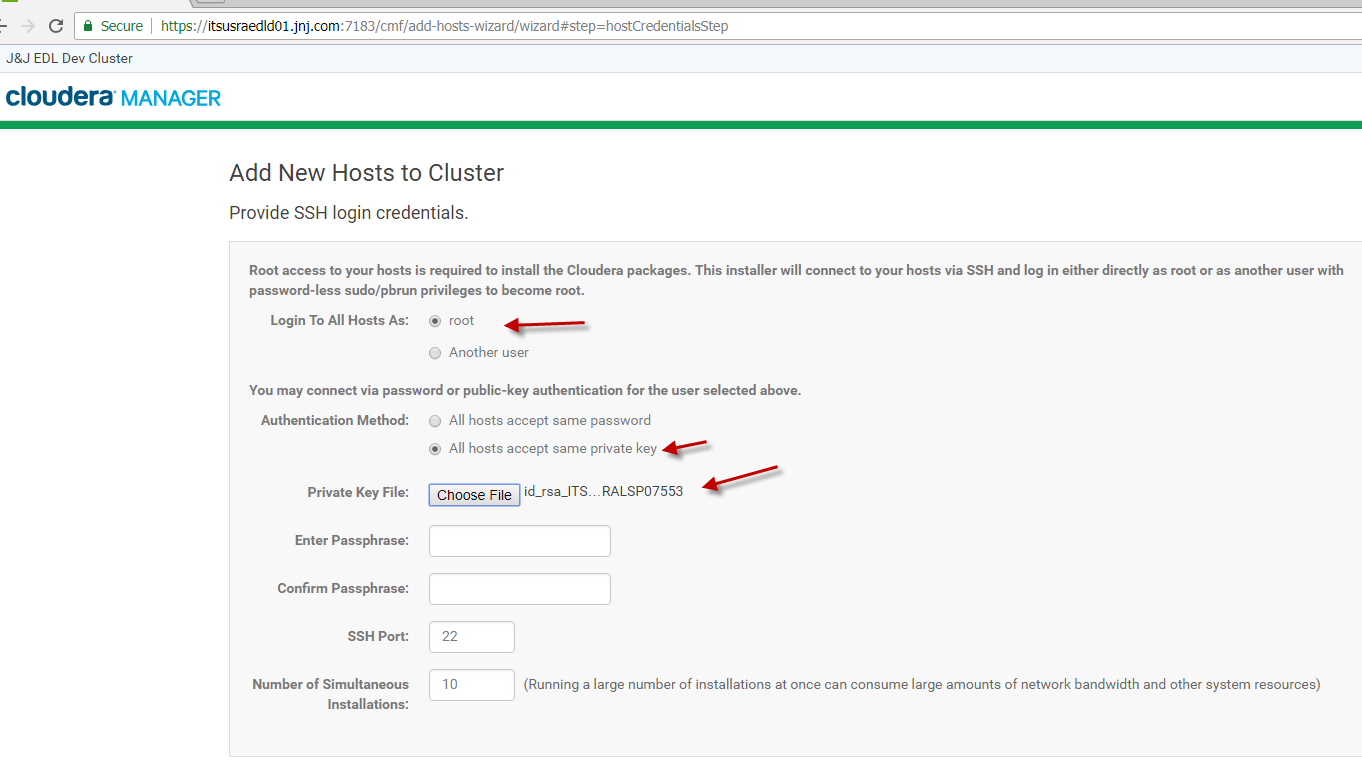 Secure https://itsusraedld01.jnj.com:7183/cmf/add-hosts-wizard/wizard#step=hostCredentialsStep
J&J EDL Dev Cluster
cloudera MANAGER
Add New Hosts to Cluster
Provide SSH login credentials.
Root access to your hosts is required to install the Cloudera packages. This installer will connect to your hosts via SSH and log in either directly as root or as another user with
password-less sudo/pbrun privileges to become root.
Login To All Hosts As: root
Another user
You may connect via password or public-key authentication for the user selected above.
Authentication Method: All hosts accept same password
All hosts accept same private key
Private Key File: Choose File id_rsa_ITS...RALSP07553
Enter Passphrase:
Confirm Passphrase:
SSH Port: 22
Number of Simultaneous 10 (Running a large number of installations at once can consume large amounts of network bandwidth and other system resources)
Installations: